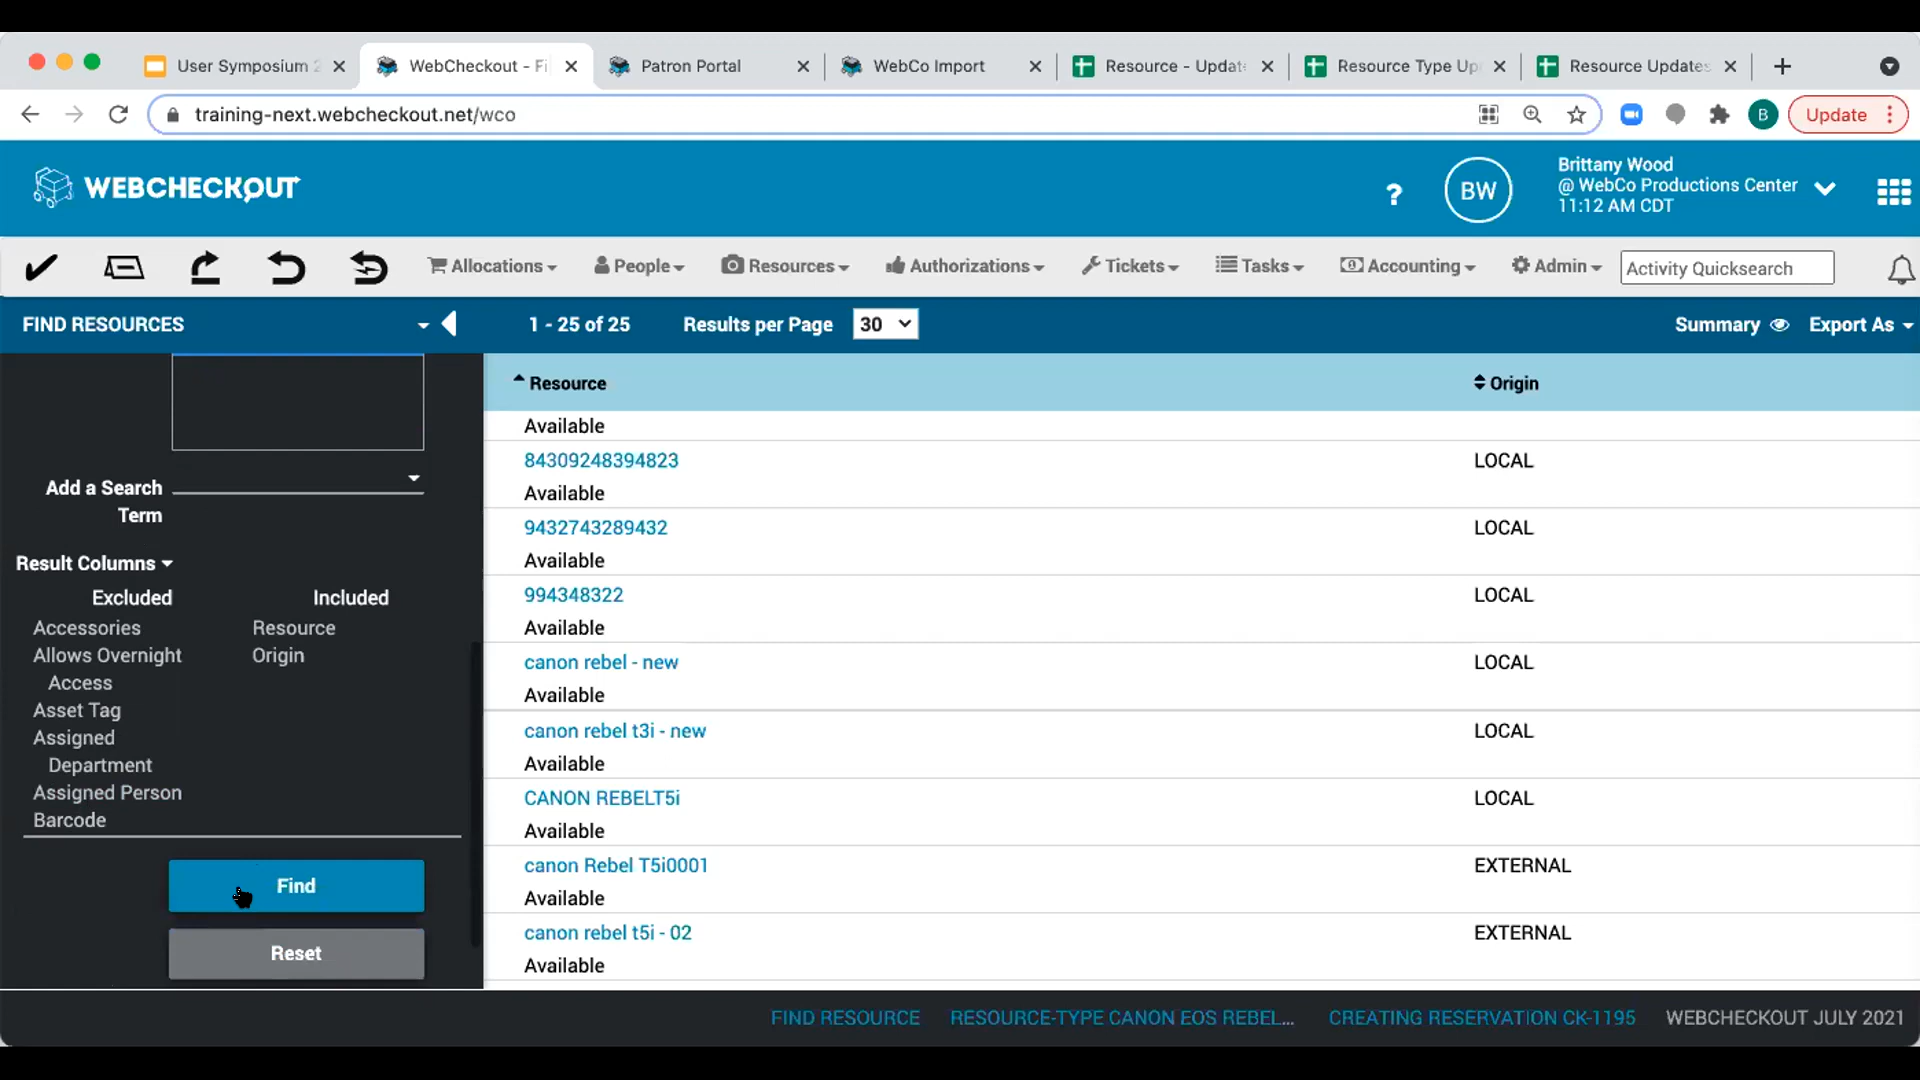 User Symposium 2
WebCheckout - Fi
Patron Portal
WebCo Import
Resource - Updat
Resource Type Up
Resource Updates
training-next.webcheckout.net/wco
B
Update
WEBCHECKOUT
?
BW
Brittany Wood
@ WebCo Productions Center
11:12 AM CDT
Allocations
People
Resources
Authorizations
Tickets
Tasks
Accounting
Admin
Activity Quicksearch
FIND RESOURCES
1 - 25 of 25
Results per Page
30
Summary
Export As
Add a Search
Term
Result Columns
Excluded
Included
Accessories
Resource
Allows Overnight
Access
Origin
Asset Tag
Assigned
Department
Assigned Person
Barcode
Find
Reset
Resource
Origin
Available
84309248394823
LOCAL
Available
9432743289432
LOCAL
Available
994348322
LOCAL
Available
canon rebel - new
LOCAL
Available
canon rebel t3i - new
LOCAL
Available
CANON REBELT5i
LOCAL
Available
canon Rebel T5i0001
EXTERNAL
Available
canon rebel t5i - 02
EXTERNAL
Available
FIND RESOURCE
RESOURCE-TYPE CANON EOS REBEL...
CREATING RESERVATION CK-1195
WEBCHECKOUT JULY 2021